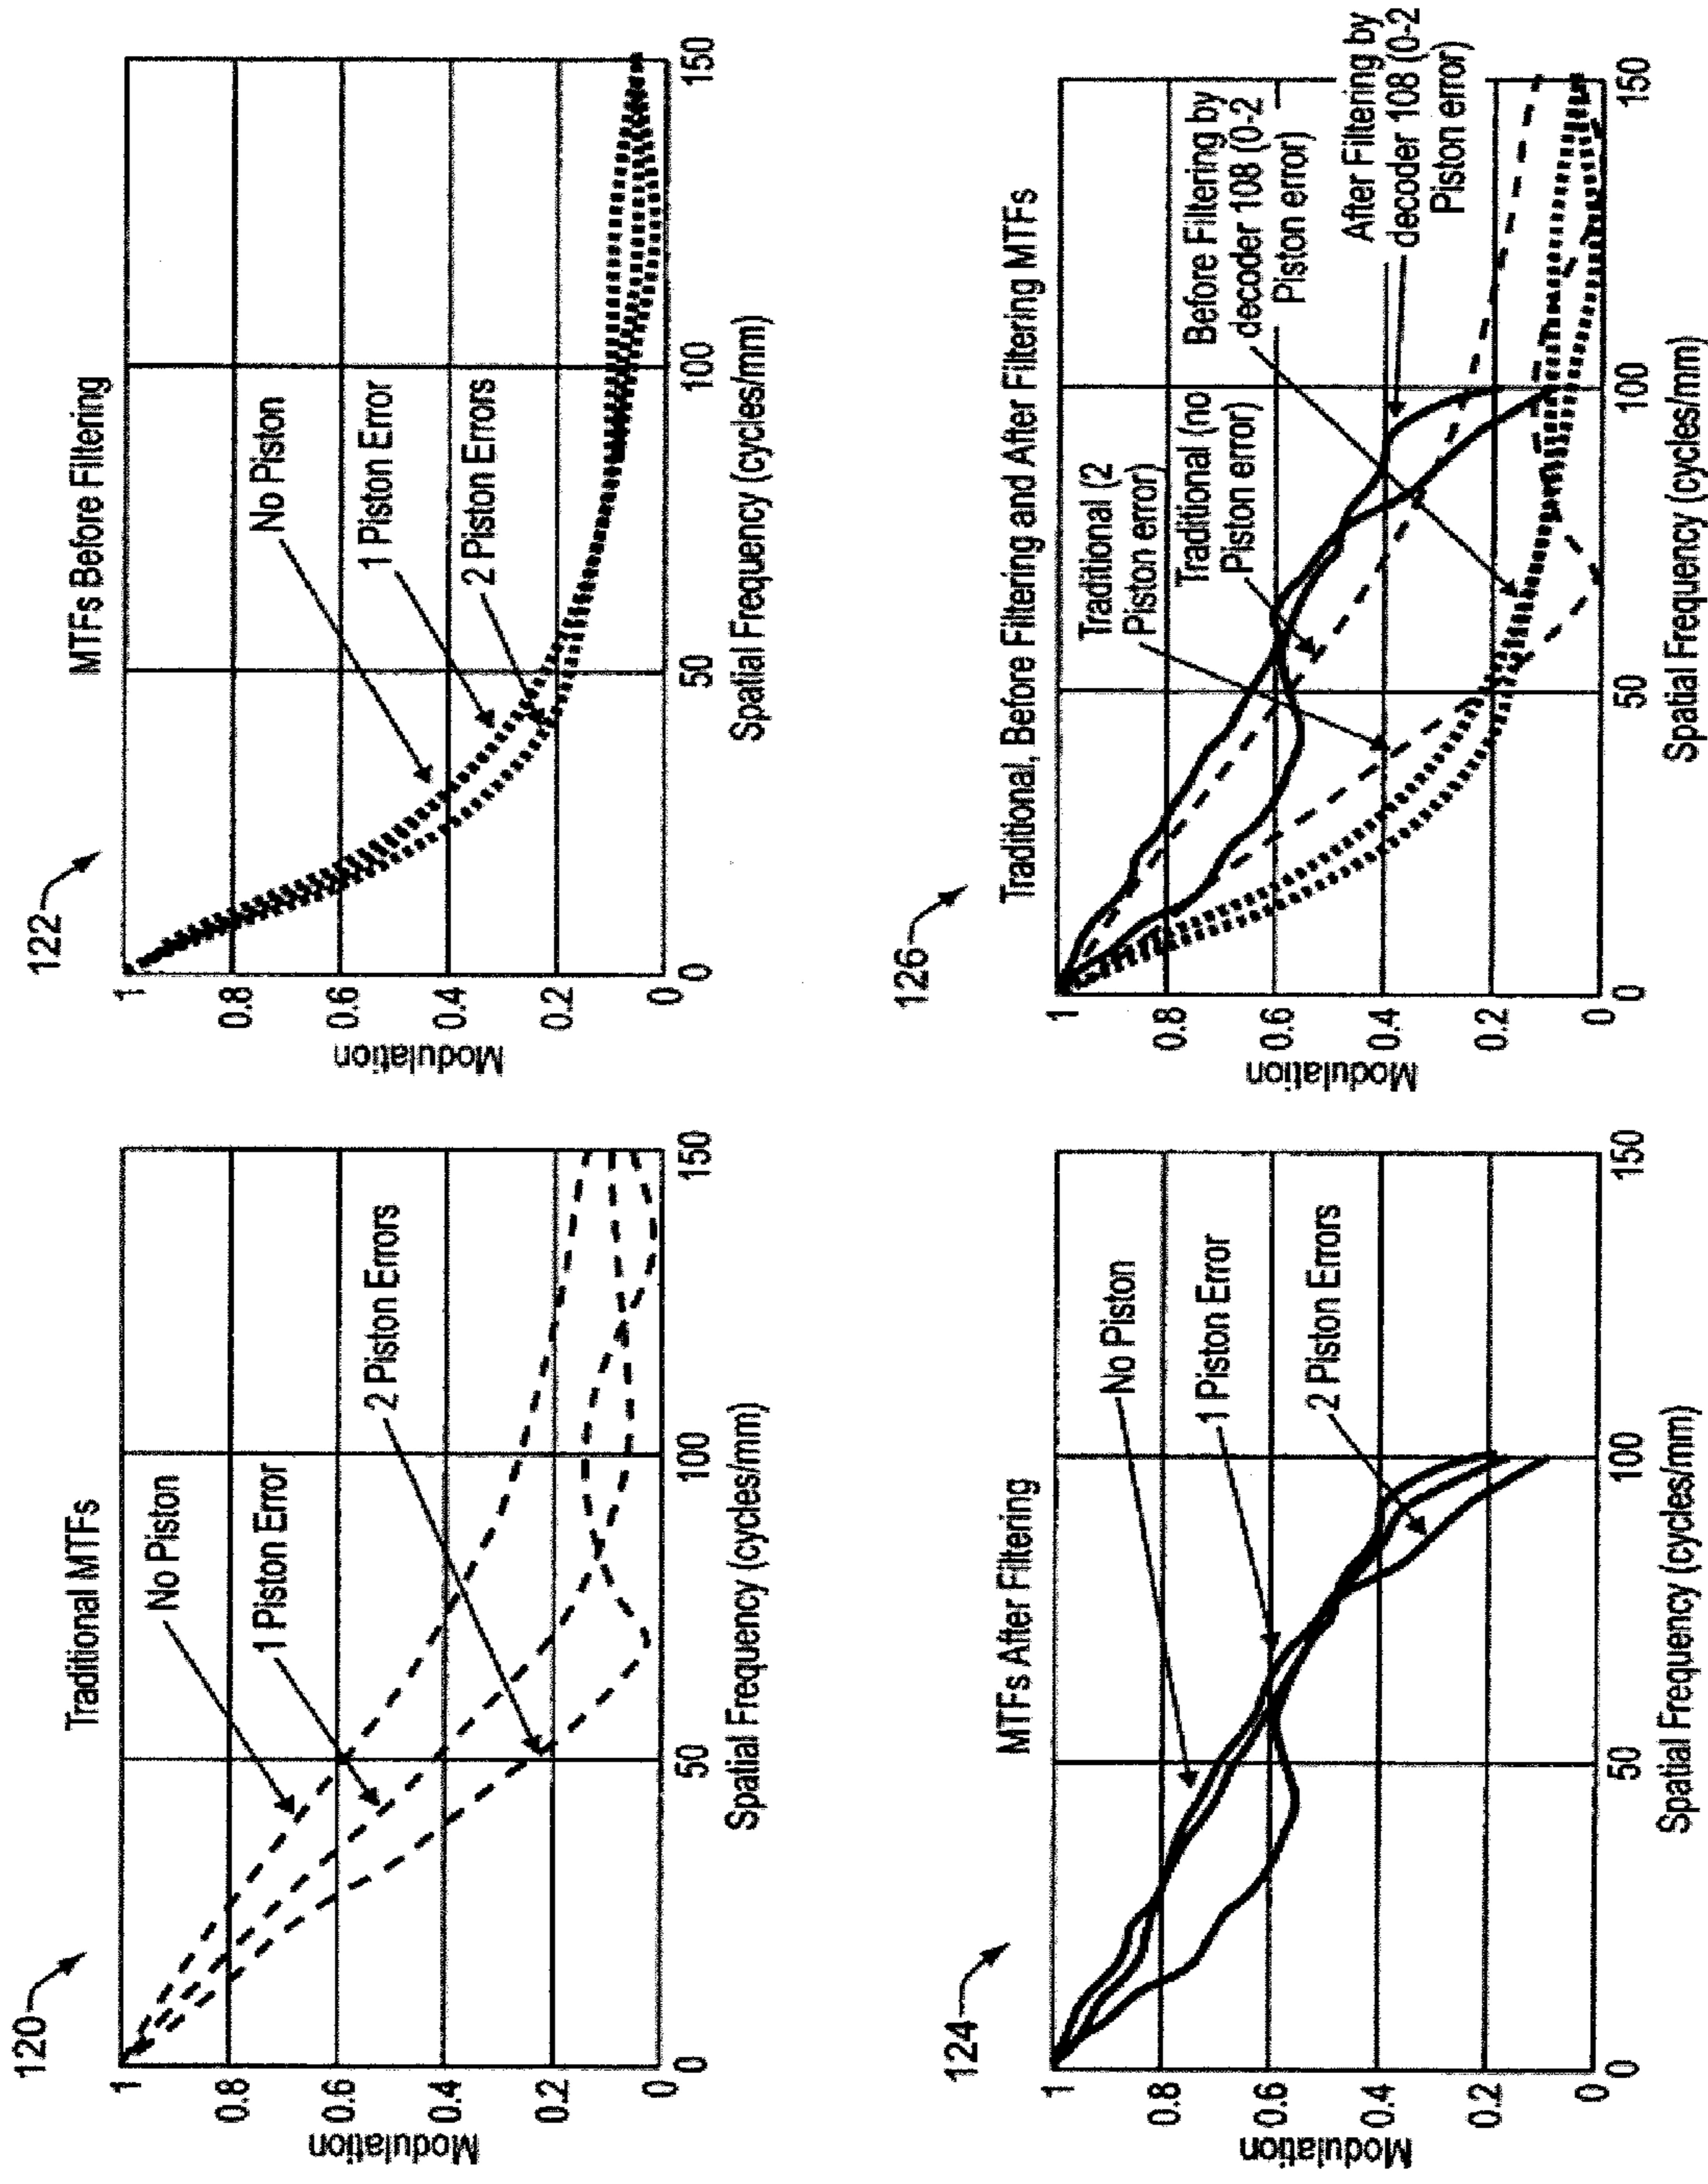 120
Traditional MTFs
Modulation
1
0.8
0.6
0.4
0.2
0
No Piston
1 Piston Error
2 Piston Errors
0
50
100
150
Spatial Frequency (cycles/mm)
122
MTFs Before Filtering
Modulation
1
0.8
0.6
0.4
0.2
0
No Piston
1 Piston Error
2 Piston Errors
0
50
100
150
Spatial Frequency (cycles/mm)
124
MTFs After Filtering
Modulation
1
0.8
0.6
0.4
0.2
0
No Piston
1 Piston Error
2 Piston Errors
0
50
100
150
Spatial Frequency (cycles/mm)
126
Traditional, Before Filtering and After Filtering MTFs
Modulation
1
0.8
0.6
0.4
0.2
0
Traditional (2
Piston error)
Traditional (no
Piston error)
Before Filtering by
decoder 108 (0-2
Piston error)
After Filtering by
decoder 108 (0-2
Piston error)
0
50
100
150
Spatial Frequency (cycles/mm)